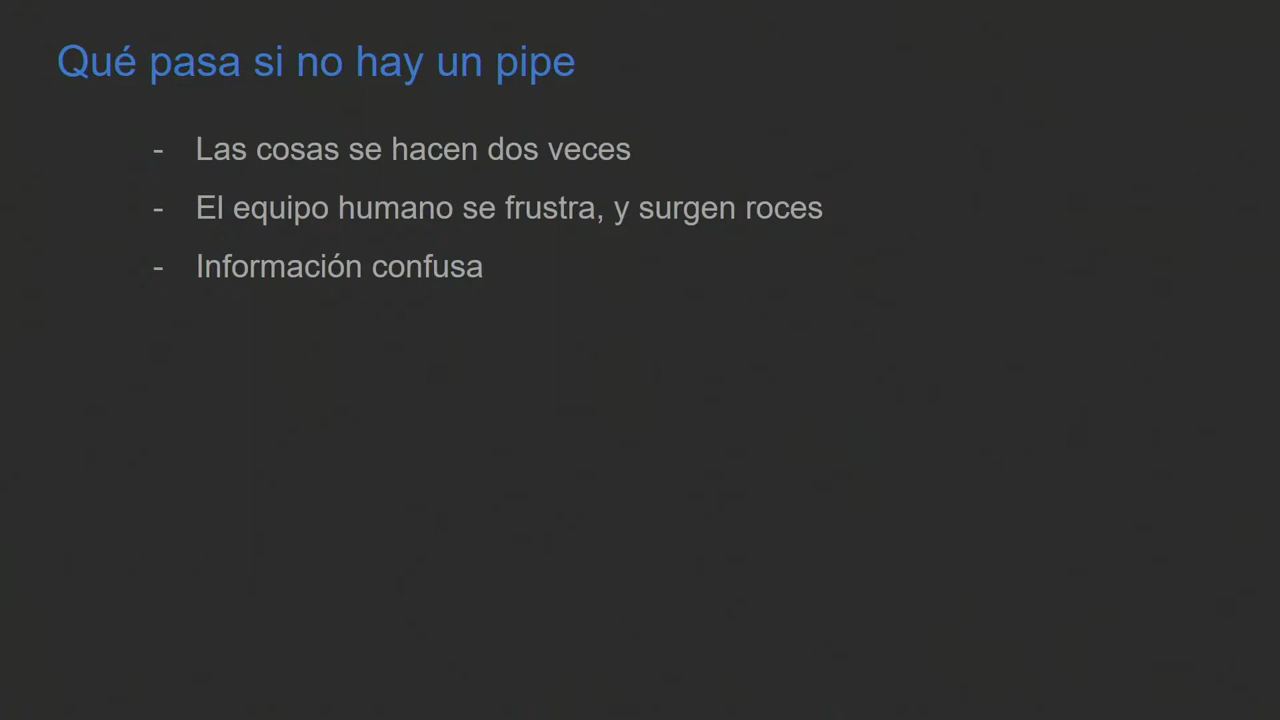 Qué pasa si no hay un pipe
- Las cosas se hacen dos veces
- El equipo humano se frustra, y surgen roces
- Información confusa